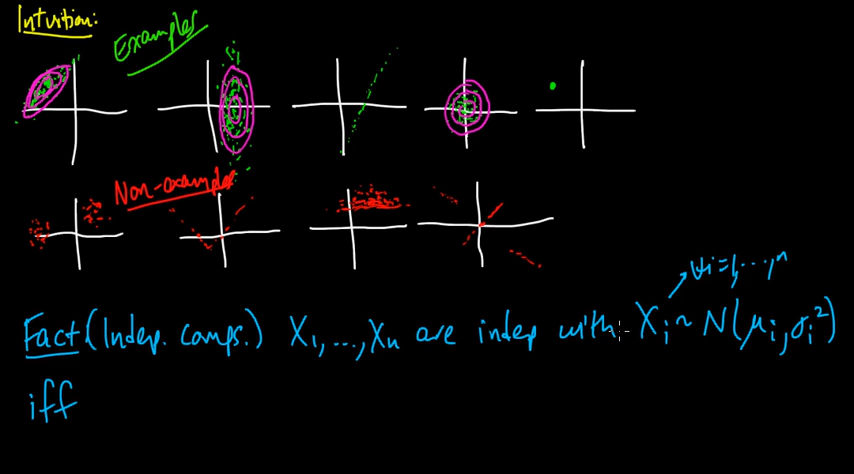 Intuition:
Examples
Non-examples
∀i=1,...,n
Fact (Indep. comps.) X₁,...,Xₙ are indep with Xᵢ ~ N(μᵢ,σᵢ²)
iff